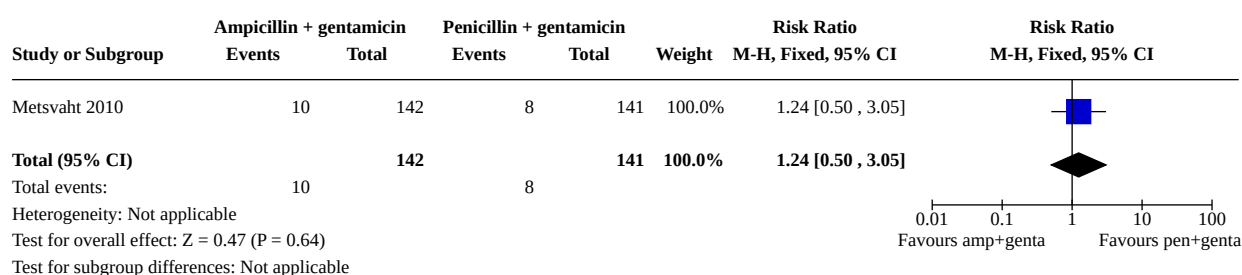 Ampicillin + gentamicin Penicillin + gentamicin Risk Ratio Risk Ratio
Study or Subgroup Events Total Events Total Weight M-H, Fixed, 95% CI M-H, Fixed, 95% CI
Metsvaht 2010 10 142 8 141 100.0% 1.24 [0.50 , 3.05]
Total (95% CI) 142 141 100.0% 1.24 [0.50 , 3.05]
Total events: 10 8
Heterogeneity: Not applicable 0.01 0.1 1 10 100
Test for overall effect: Z = 0.47 (P = 0.64) Favours amp+genta Favours pen+genta
Test for subgroup differences: Not applicable